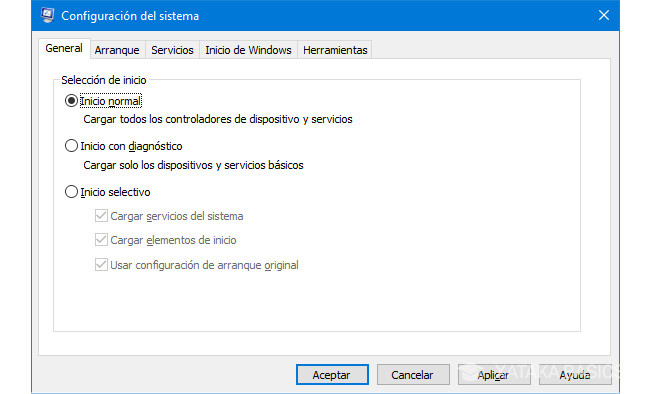 Configuración del sistema
General Arranque Servicios Inicio de Windows Herramientas
Selección de inicio
Inicio normal
Cargar todos los controladores de dispositivo y servicios
Inicio con diagnóstico
Cargar solo los dispositivos y servicios básicos
Inicio selectivo
Cargar servicios del sistema
Cargar elementos de inicio
Usar configuración de arranque original
Aceptar Cancelar Aplicar Ayuda
XATAKA BASICS